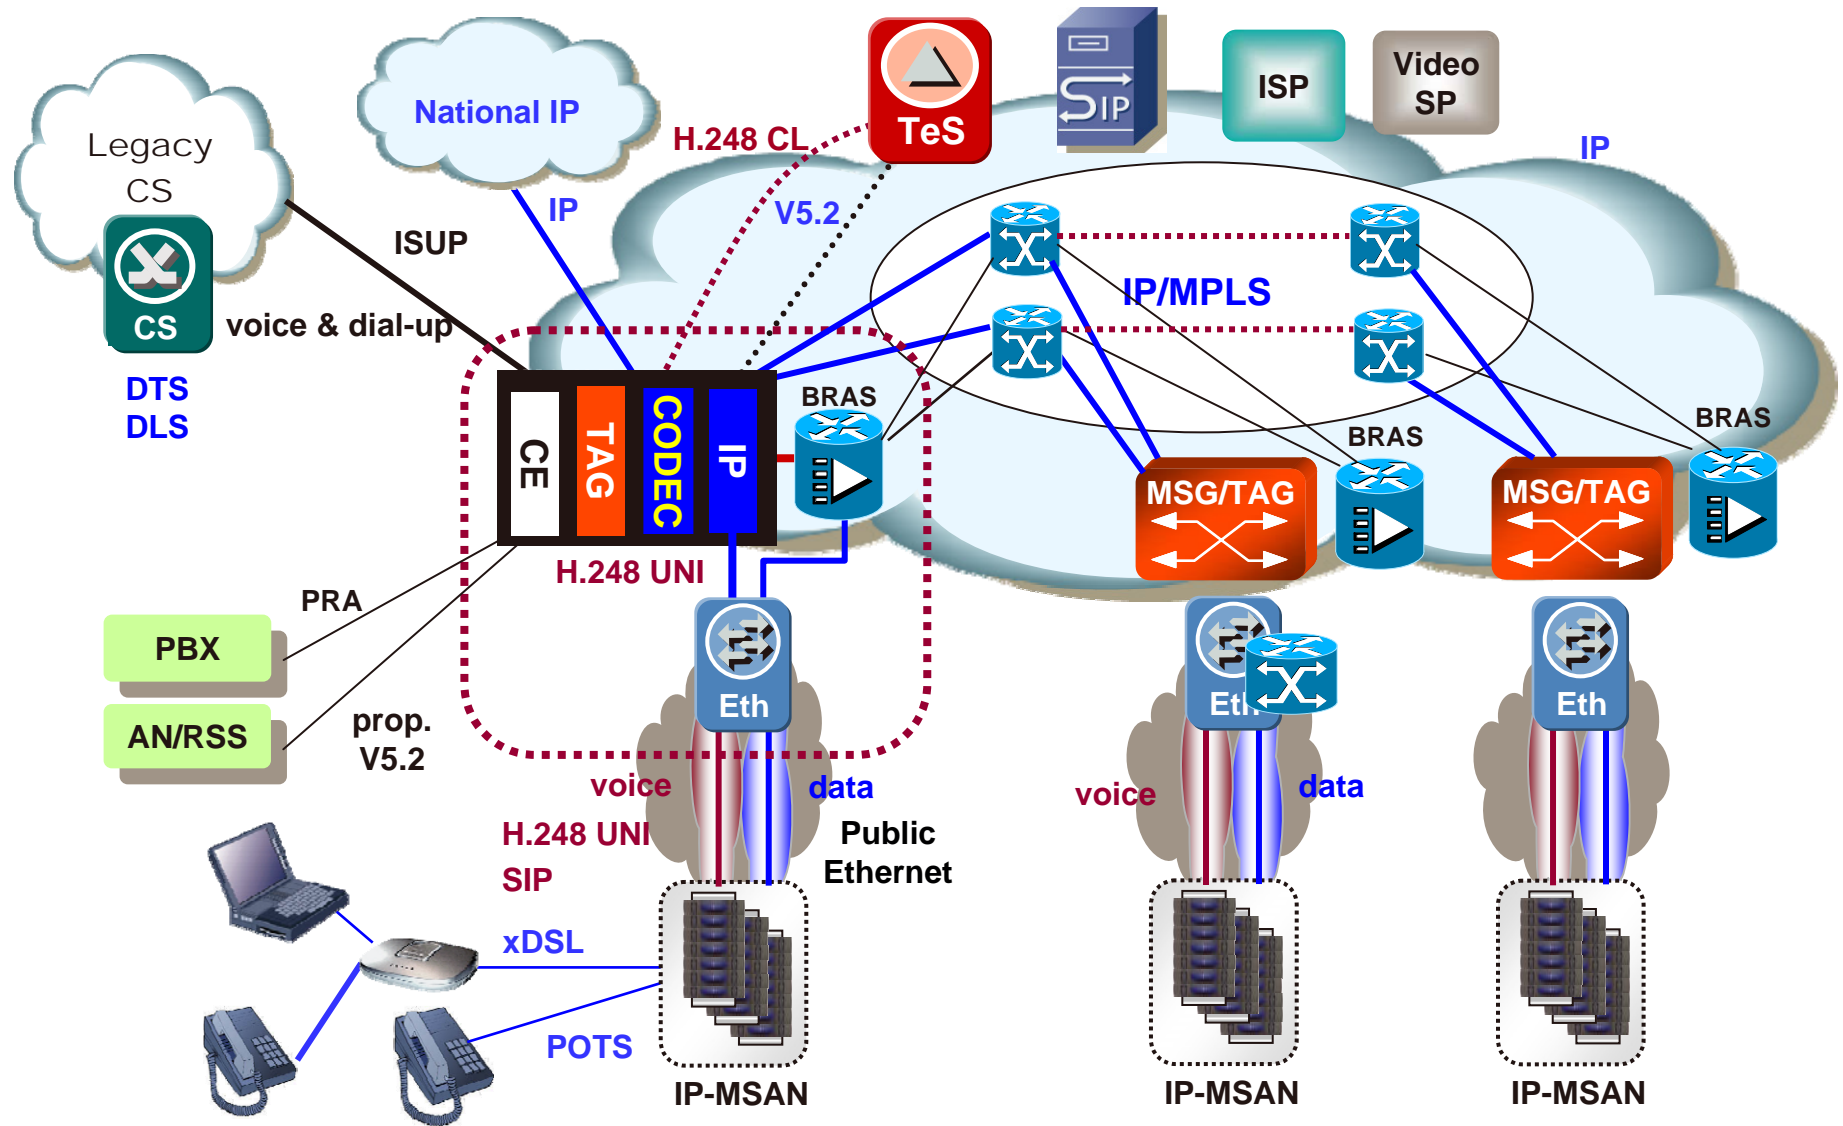 TeS
SIP
ISP
Video
SP
National IP
Legacy
CS
H.248 CL
IP
IP
V5.2
ISUP
IP/MPLS
CS
voice & dial-up
DTS
DLS
BRAS
BRAS
BRAS
CE
TAG
CODEC
IP
MSG/TAG
MSG/TAG
H.248 UNI
PRA
PBX
AN/RSS
prop.
V5.2
Eth
Eth
Eth
voice
data
voice
data
H.248 UNI
SIP
Public
Ethernet
xDSL
POTS
IP-MSAN
IP-MSAN
IP-MSAN